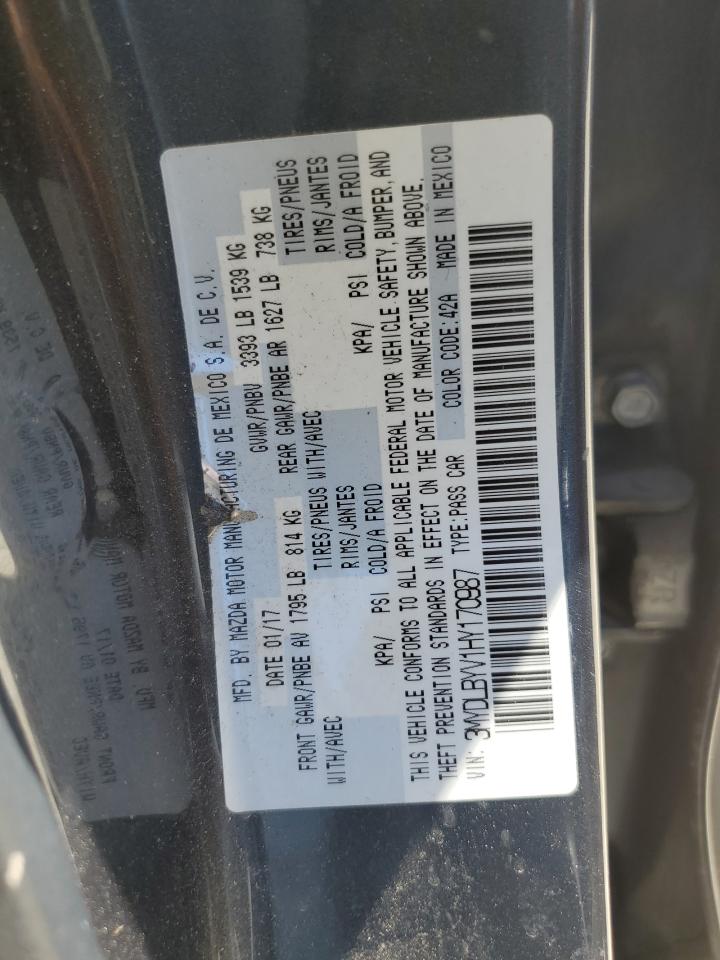 MFD. BY MAZDA MOTOR MANUFACTURING DE MEXICO S.A. DE C.V.
DATE 01/17 GVWR/PNBV 3393 LB 1539 KG
FRONT GAWR/PNBE AV 1795 LB 814 KG REAR GAWR/PNBE AR 1627 LB 738 KG
WITH/AVEC TIRES/PNEUS WITH/AVEC TIRES/PNEUS
RIMS/JANTES RIMS/JANTES
KPA/ PSI COLD/A FROID KPA/ PSI COLD/A FROID
THIS VEHICLE CONFORMS TO ALL APPLICABLE FEDERAL MOTOR VEHICLE SAFETY, BUMPER, AND
THEFT PREVENTION STANDARDS IN EFFECT ON THE DATE OF MANUFACTURE SHOWN ABOVE.
VIN: 3MYDLBYV1HY170987 TYPE:PASS CAR COLOR CODE:42A MADE IN MEXICO